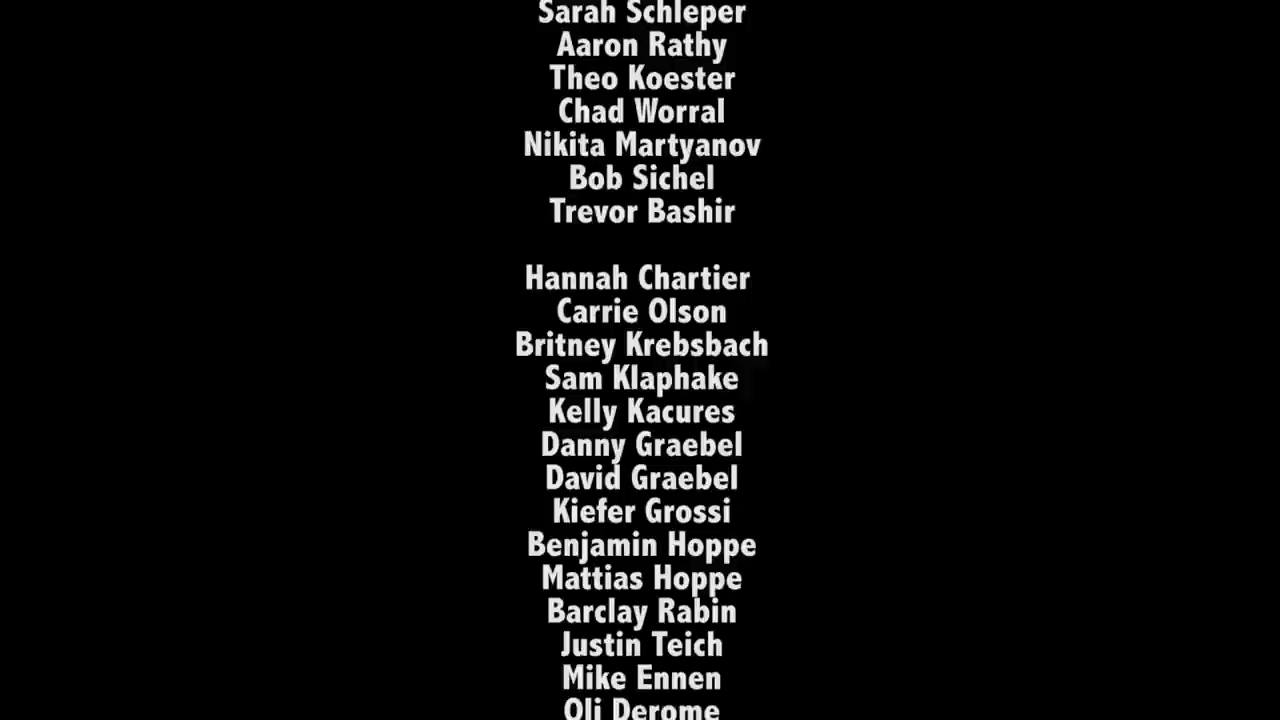 Sarah Schleper
Aaron Rathy
Theo Koester
Chad Worral
Nikita Martyanov
Bob Sichel
Trevor Bashir
Hannah Chartier
Carrie Olson
Britney Krebsbach
Sam Klaphake
Kelly Kacures
Danny Graebel
David Graebel
Kiefer Grossi
Benjamin Hoppe
Mattias Hoppe
Barclay Rabin
Justin Teich
Mike Ennen
Oli Derome